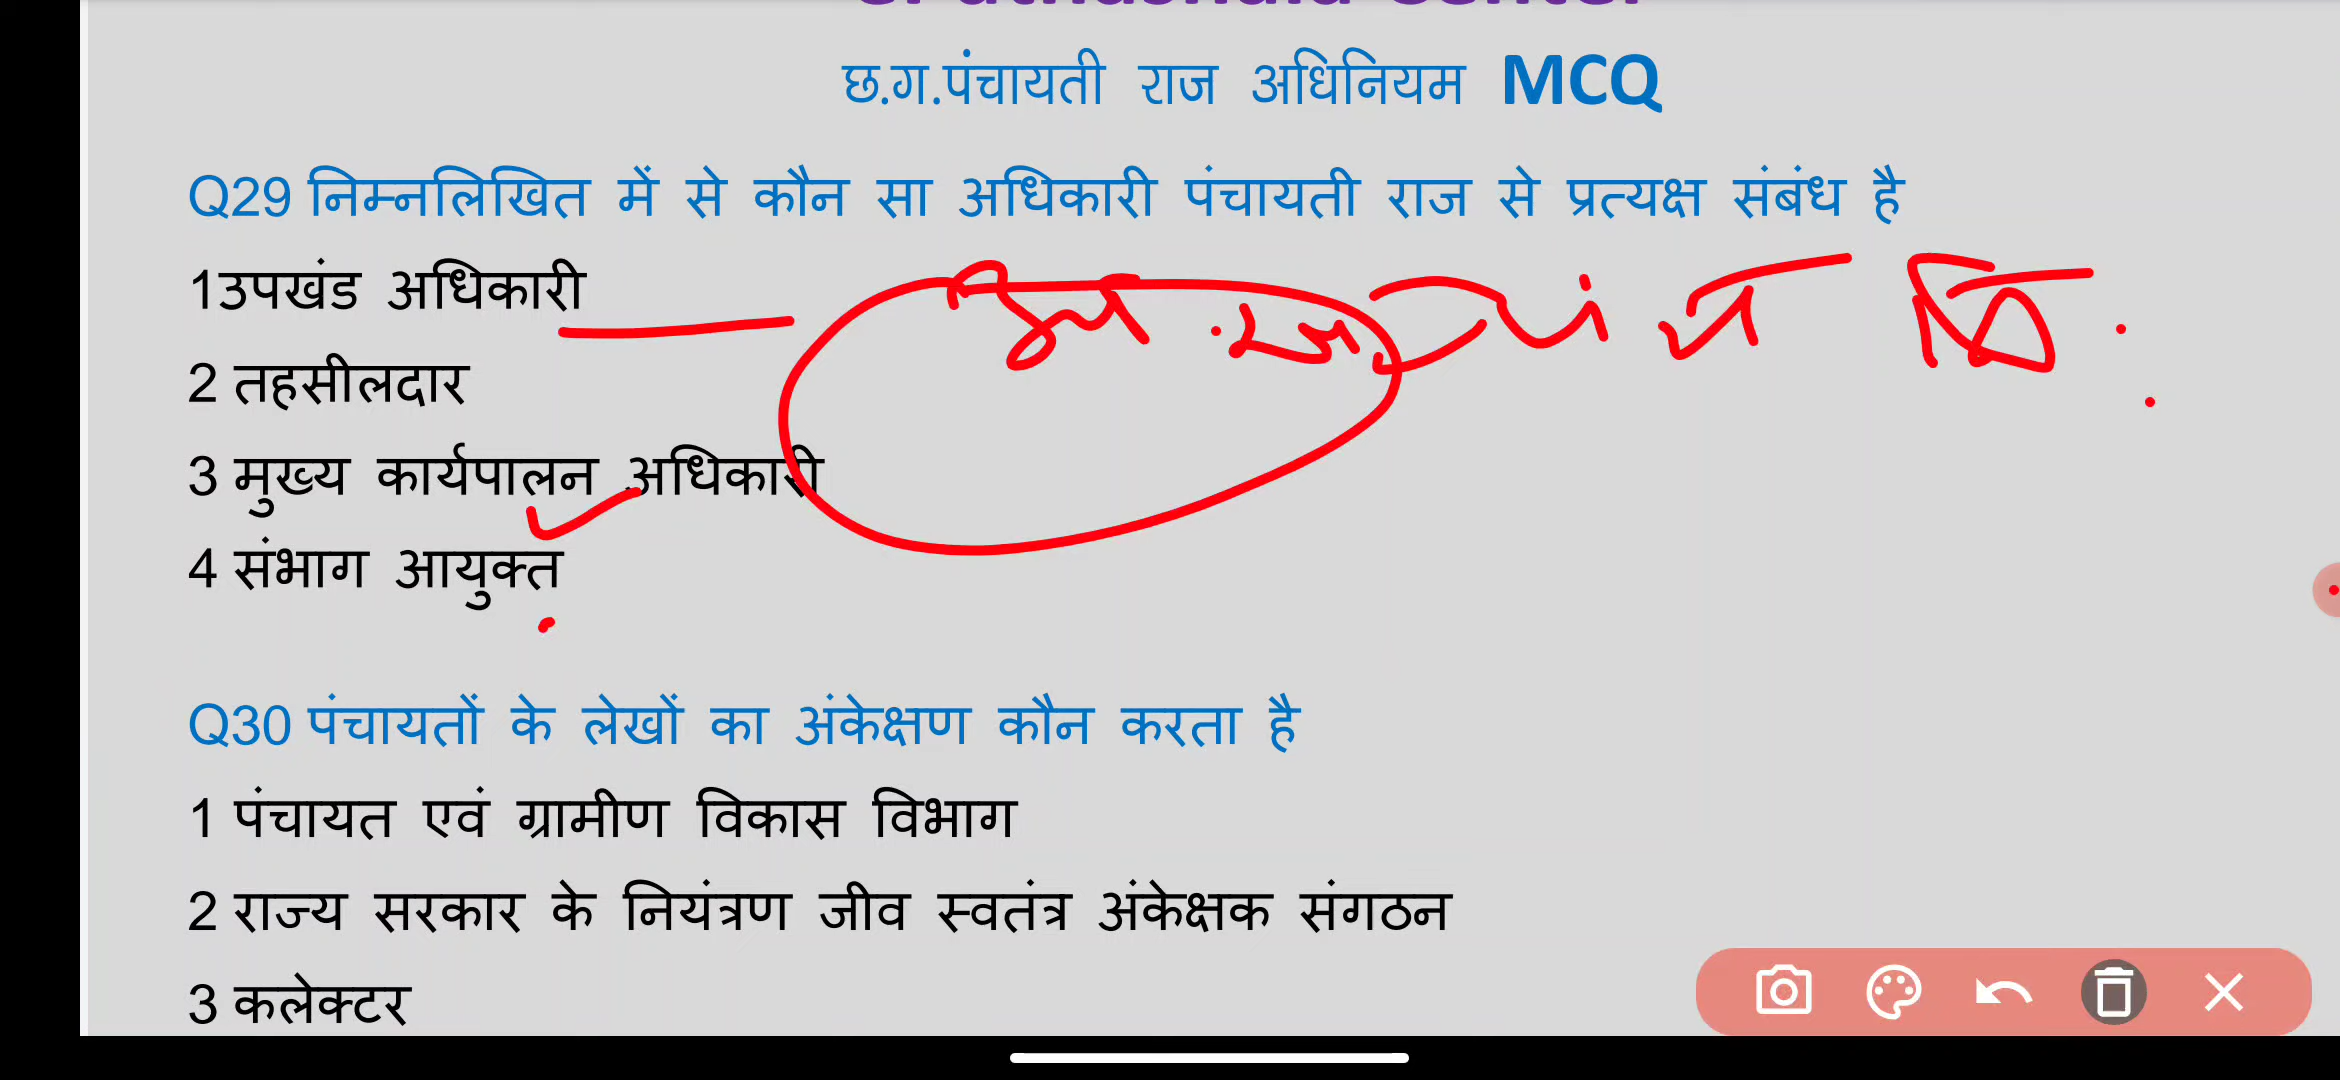 छ.ग.पंचायती राज अधिनियम MCQ
Q29 निम्नलिखित में से कौन सा अधिकारी पंचायती राज से प्रत्यक्ष संबंध है
1उपखंड अधिकारी
2 तहसीलदार
3 मुख्य कार्यपालन अधिकारी
4 संभाग आयुक्त
Q30 पंचायतों के लेखों का अंकेक्षण कौन करता है
1 पंचायत एवं ग्रामीण विकास विभाग
2 राज्य सरकार के नियंत्रण जीव स्वतंत्र अंकेक्षक संगठन
3 कलेक्टर